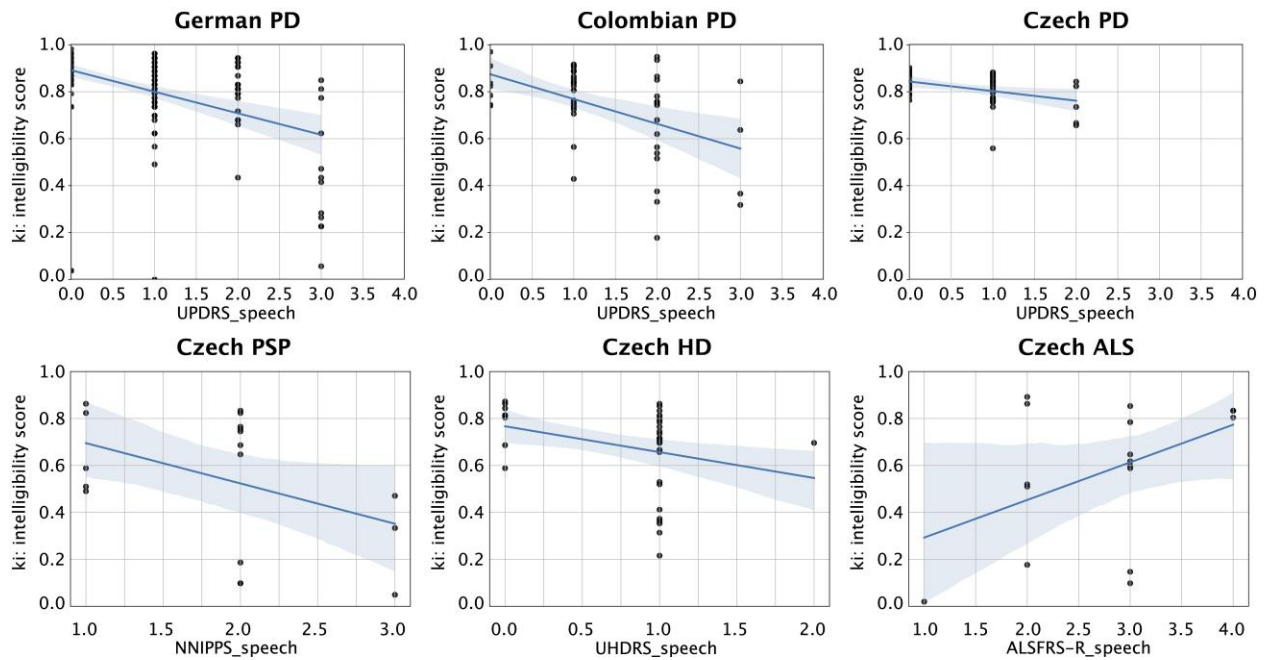 German PD
Colombian PD
Czech PD
ki: intelligibility score
1.0
0.8
0.6
0.4
0.2
0.0
0.0 0.5 1.0 1.5 2.0 2.5 3.0 3.5 4.0
UPDRS_speech
ki: intelligibility score
1.0
0.8
0.6
0.4
0.2
0.0
0.0 0.5 1.0 1.5 2.0 2.5 3.0 3.5 4.0
UPDRS_speech
ki: intelligibility score
1.0
0.8
0.6
0.4
0.2
0.0
0.0 0.5 1.0 1.5 2.0 2.5 3.0 3.5 4.0
UPDRS_speech
Czech PSP
Czech HD
Czech ALS
ki: intelligibility score
1.0
0.8
0.6
0.4
0.2
0.0
1.0 1.5 2.0 2.5 3.0
NNIPPS_speech
ki: intelligibility score
1.0
0.8
0.6
0.4
0.2
0.0
0.0 0.5 1.0 1.5 2.0
UHDRS_speech
ki: intelligibility score
1.0
0.8
0.6
0.4
0.2
0.0
1.0 1.5 2.0 2.5 3.0 3.5 4.0
ALSFRS-R_speech